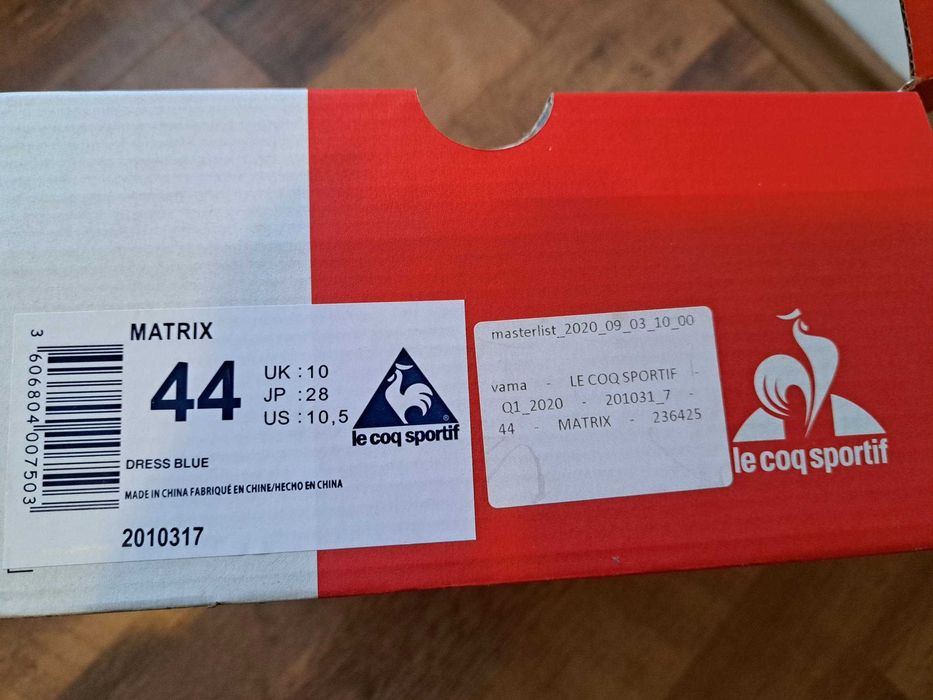 MATRIX
44
UK : 10
JP : 28
US : 10,5
le coq sportif
DRESS BLUE
MADE IN CHINA FABRIQUÉ EN CHINE/HECHO EN CHINA
2010317
3 606804 007503
masterlist_2020_09_03_10_00
vama - LE COQ SPORTIF -
Q1_2020 - 201031_7 -
44 - MATRIX - 236425
le coq sportif